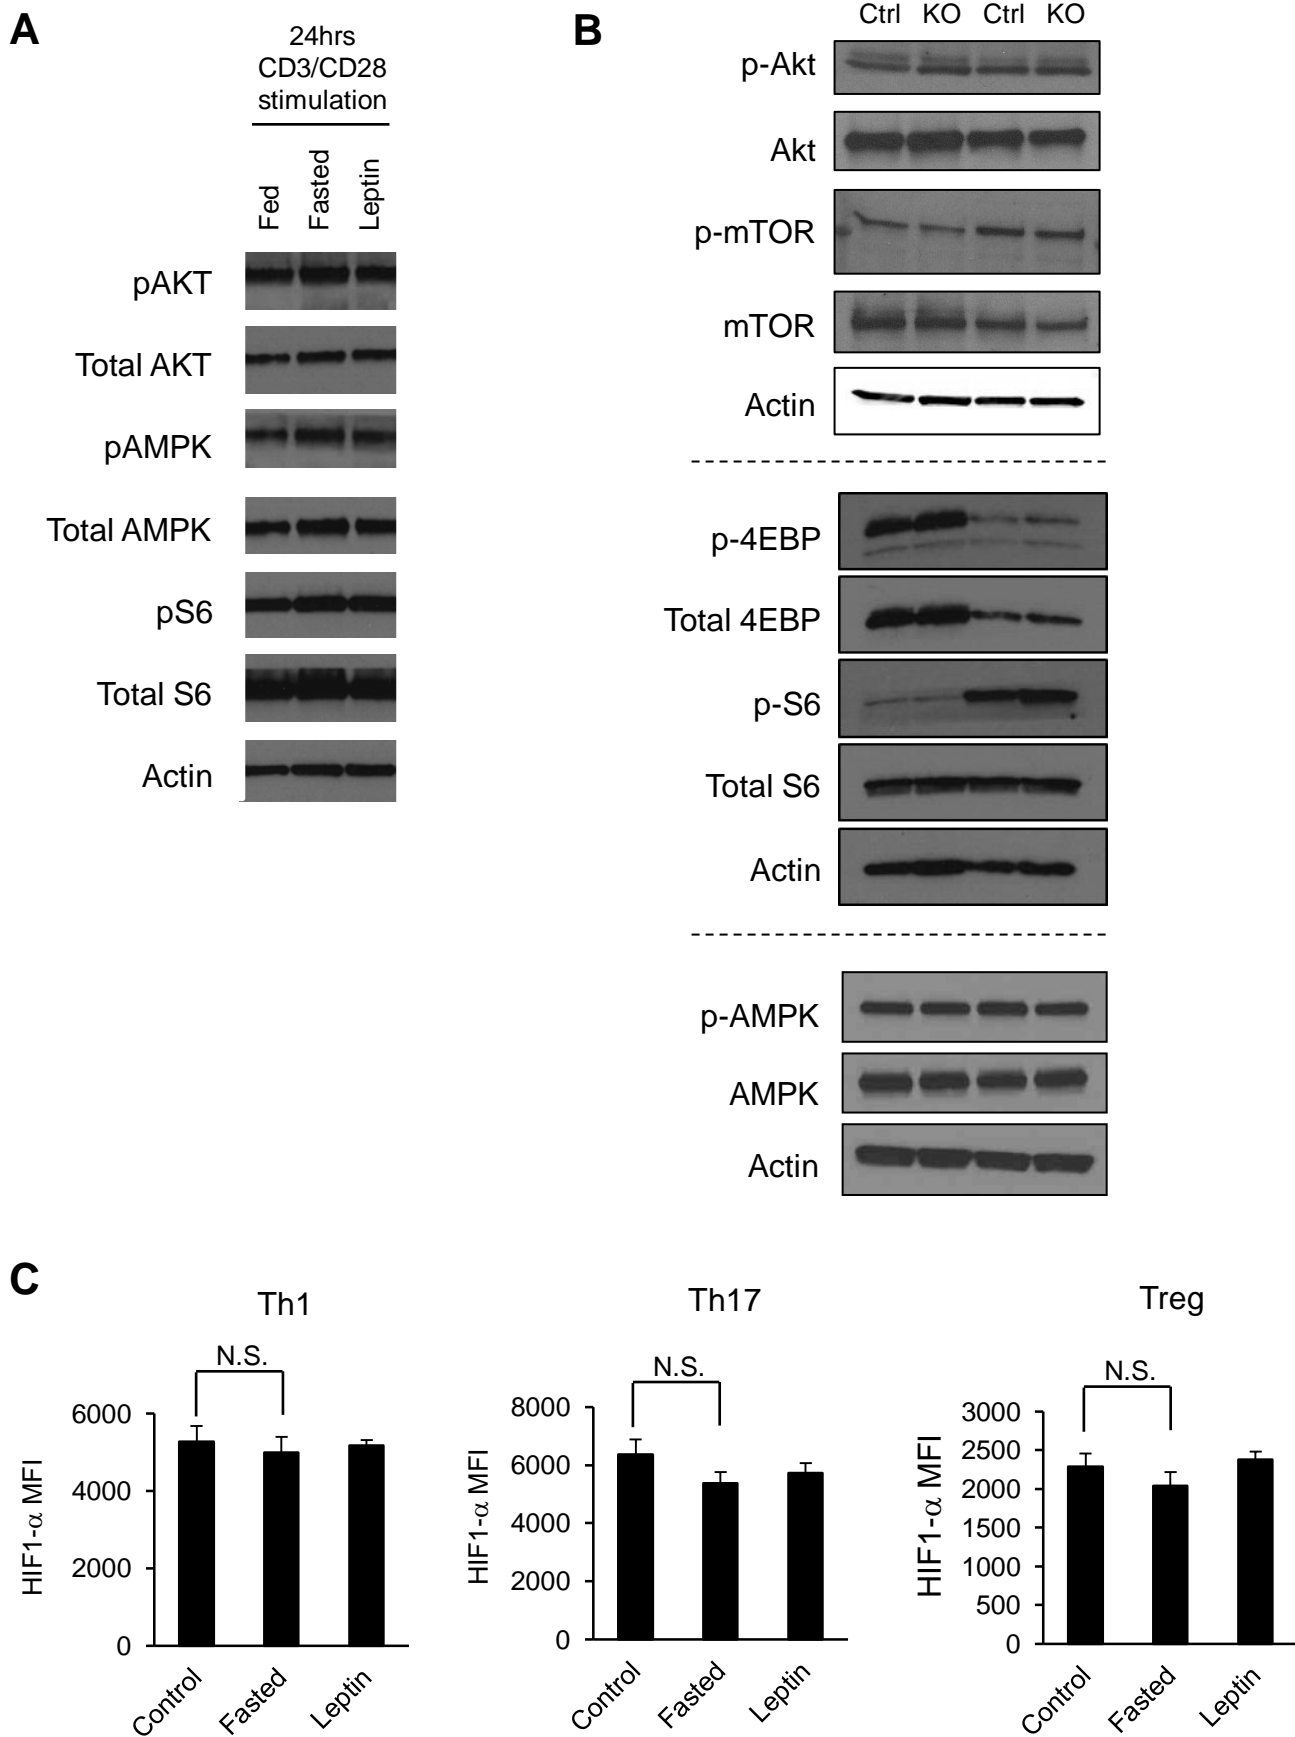 A
24hrs
CD3/CD28
stimulation
Fed
Fasted
Leptin
pAKT
Total AKT
pAMPK
Total AMPK
pS6
Total S6
Actin
B
Ctrl KO Ctrl KO
p-Akt
Akt
p-mTOR
mTOR
Actin
p-4EBP
Total 4EBP
p-S6
Total S6
Actin
p-AMPK
AMPK
Actin
C
Th1
N.S.
HIF1-α MFI
6000
4000
2000
0
Control
Fasted
Leptin
Th17
N.S.
HIF1-α MFI
8000
6000
4000
2000
0
Control
Fasted
Leptin
Treg
N.S.
HIF1-α MFI
3000
2500
2000
1500
1000
500
0
Control
Fasted
Leptin